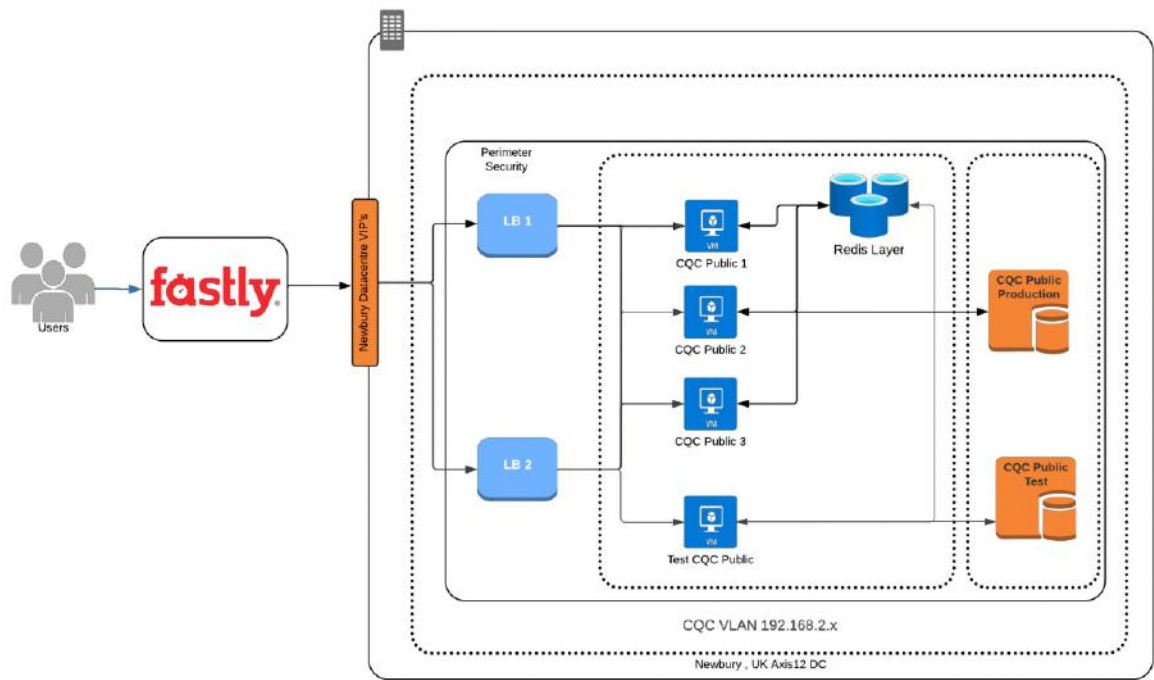 Users
fastly
Newbury Datacentre VIP's
Perimeter
Security
LB 1
LB 2
VM
CQC Public 1
VM
CQC Public 2
VM
CQC Public 3
VM
Test CQC Public
Redis Layer
CQC Public
Production
CQC Public
Test
CQC VLAN 192.168.2.x
Newbury , UK Axis12 DC